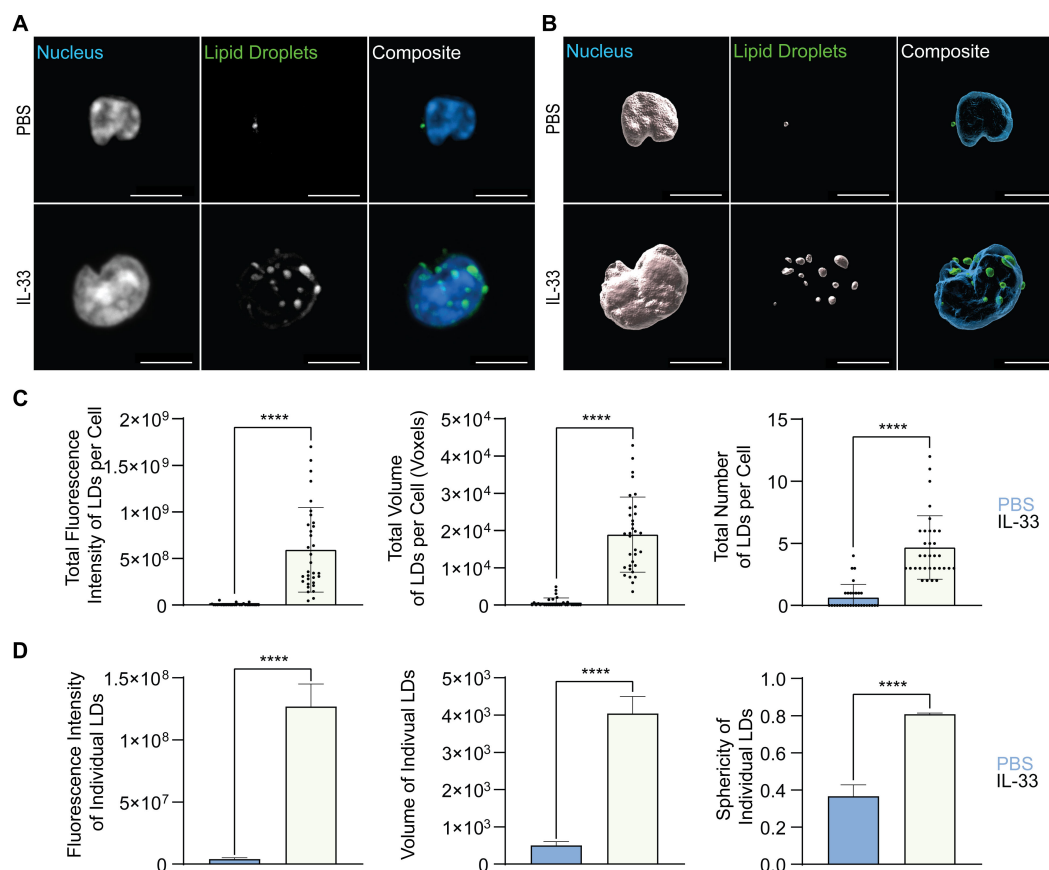 A
B
Nucleus
Lipid Droplets
Composite
Nucleus
Lipid Droplets
Composite
PBS
PBS
IL-33
IL-33
C
Total Fluorescence
Intensity of LDs per Cell
2×10⁹
1.5×10⁹
1×10⁹
5×10⁸
0
****
Total Volume
of LDs per Cell (Voxels)
5×10⁴
4×10⁴
3×10⁴
2×10⁴
1×10⁴
0
****
Total Number
of LDs per Cell
15
10
5
0
****
PBS
IL-33
D
Fluorescence Intensity
of Individual LDs
1.5×10⁸
1×10⁸
5×10⁷
0
****
Volume of Indivual LDs
5×10³
4×10³
3×10³
2×10³
1×10³
0
****
Sphericity of
Individual LDs
1.0
0.8
0.6
0.4
0.2
0.0
****
PBS
IL-33